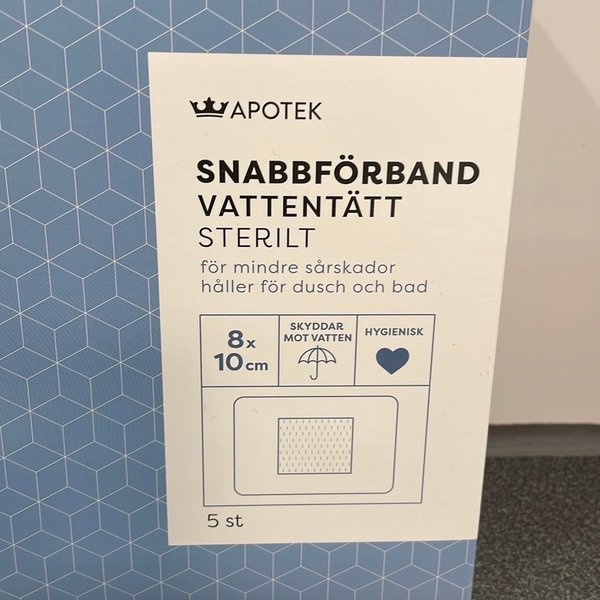 APOTEK
SNABBFÖRBAND
VATTENTÄTT
STERILT
för mindre sårskador
håller för dusch och bad
8x
10cm
SKYDDAR
MOT VATTEN
HYGIENISK
5 st